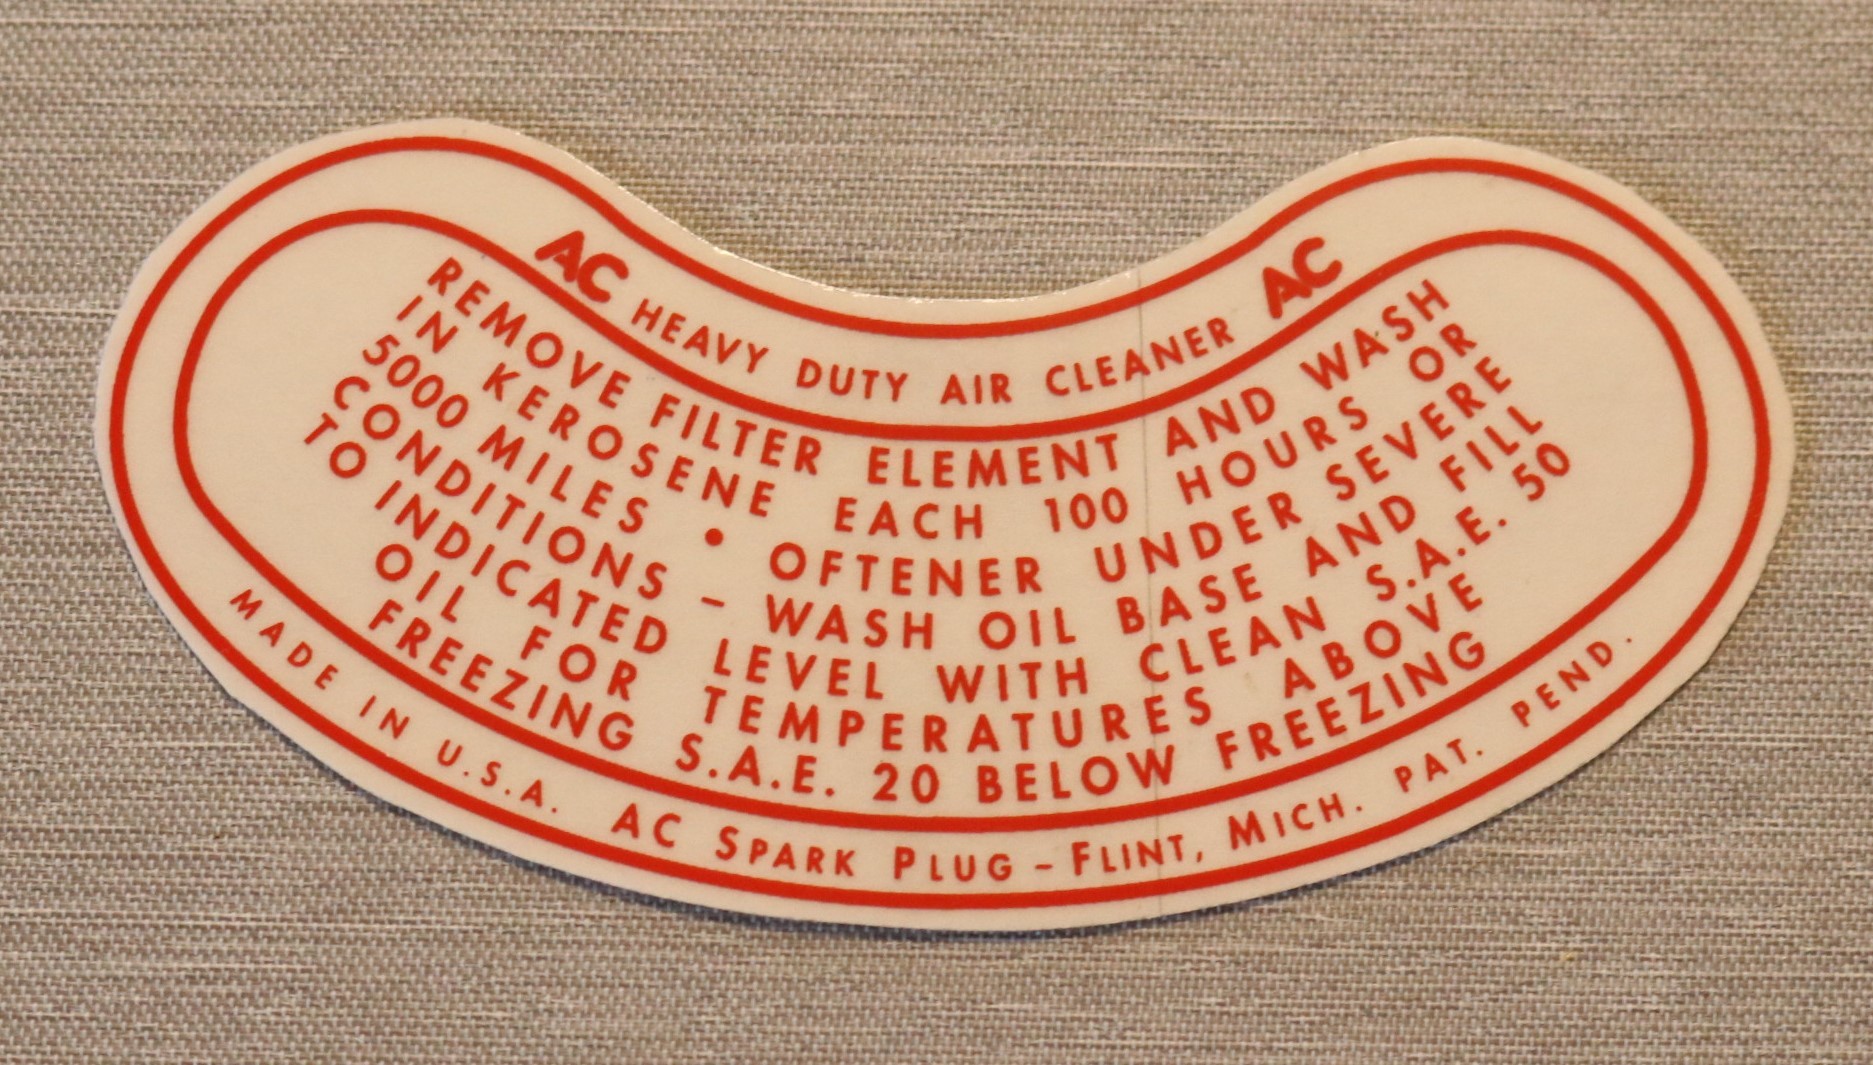 AC HEAVY DUTY AIR CLEANER AC
REMOVE FILTER ELEMENT AND WASH
IN KEROSENE EACH 100 HOURS OR
5000 MILES • OFTENER UNDER SEVERE
CONDITIONS – WASH OIL BASE AND FILL
TO INDICATED LEVEL WITH CLEAN S.A.E. 50
OIL FOR TEMPERATURES ABOVE
FREEZING S.A.E. 20 BELOW FREEZING
MADE IN U.S.A. AC SPARK PLUG – FLINT, MICH. PAT. PEND.